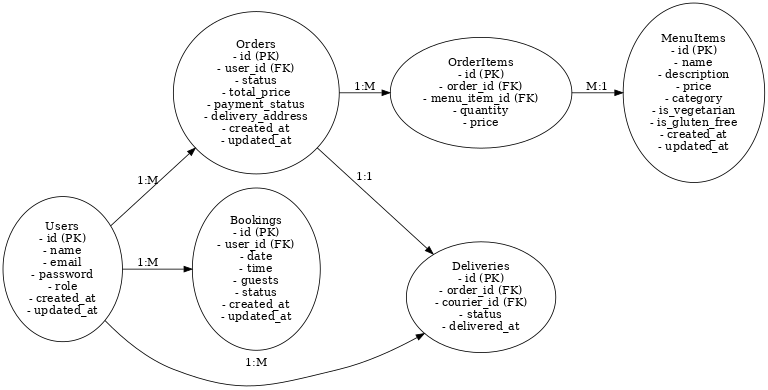 Users
- id (PK)
- name
- email
- password
- role
- created_at
- updated_at
1:M
1:M
1:M
Orders
- id (PK)
- user_id (FK)
- status
- total_price
- payment_status
- delivery_address
- created_at
- updated_at
1:M
1:1
Bookings
- id (PK)
- user_id (FK)
- date
- time
- guests
- status
- created_at
- updated_at
OrderItems
- id (PK)
- order_id (FK)
- menu_item_id (FK)
- quantity
- price
M:1
Deliveries
- id (PK)
- order_id (FK)
- courier_id (FK)
- status
- delivered_at
MenuItems
- id (PK)
- name
- description
- price
- category
- is_vegetarian
- is_gluten_free
- created_at
- updated_at